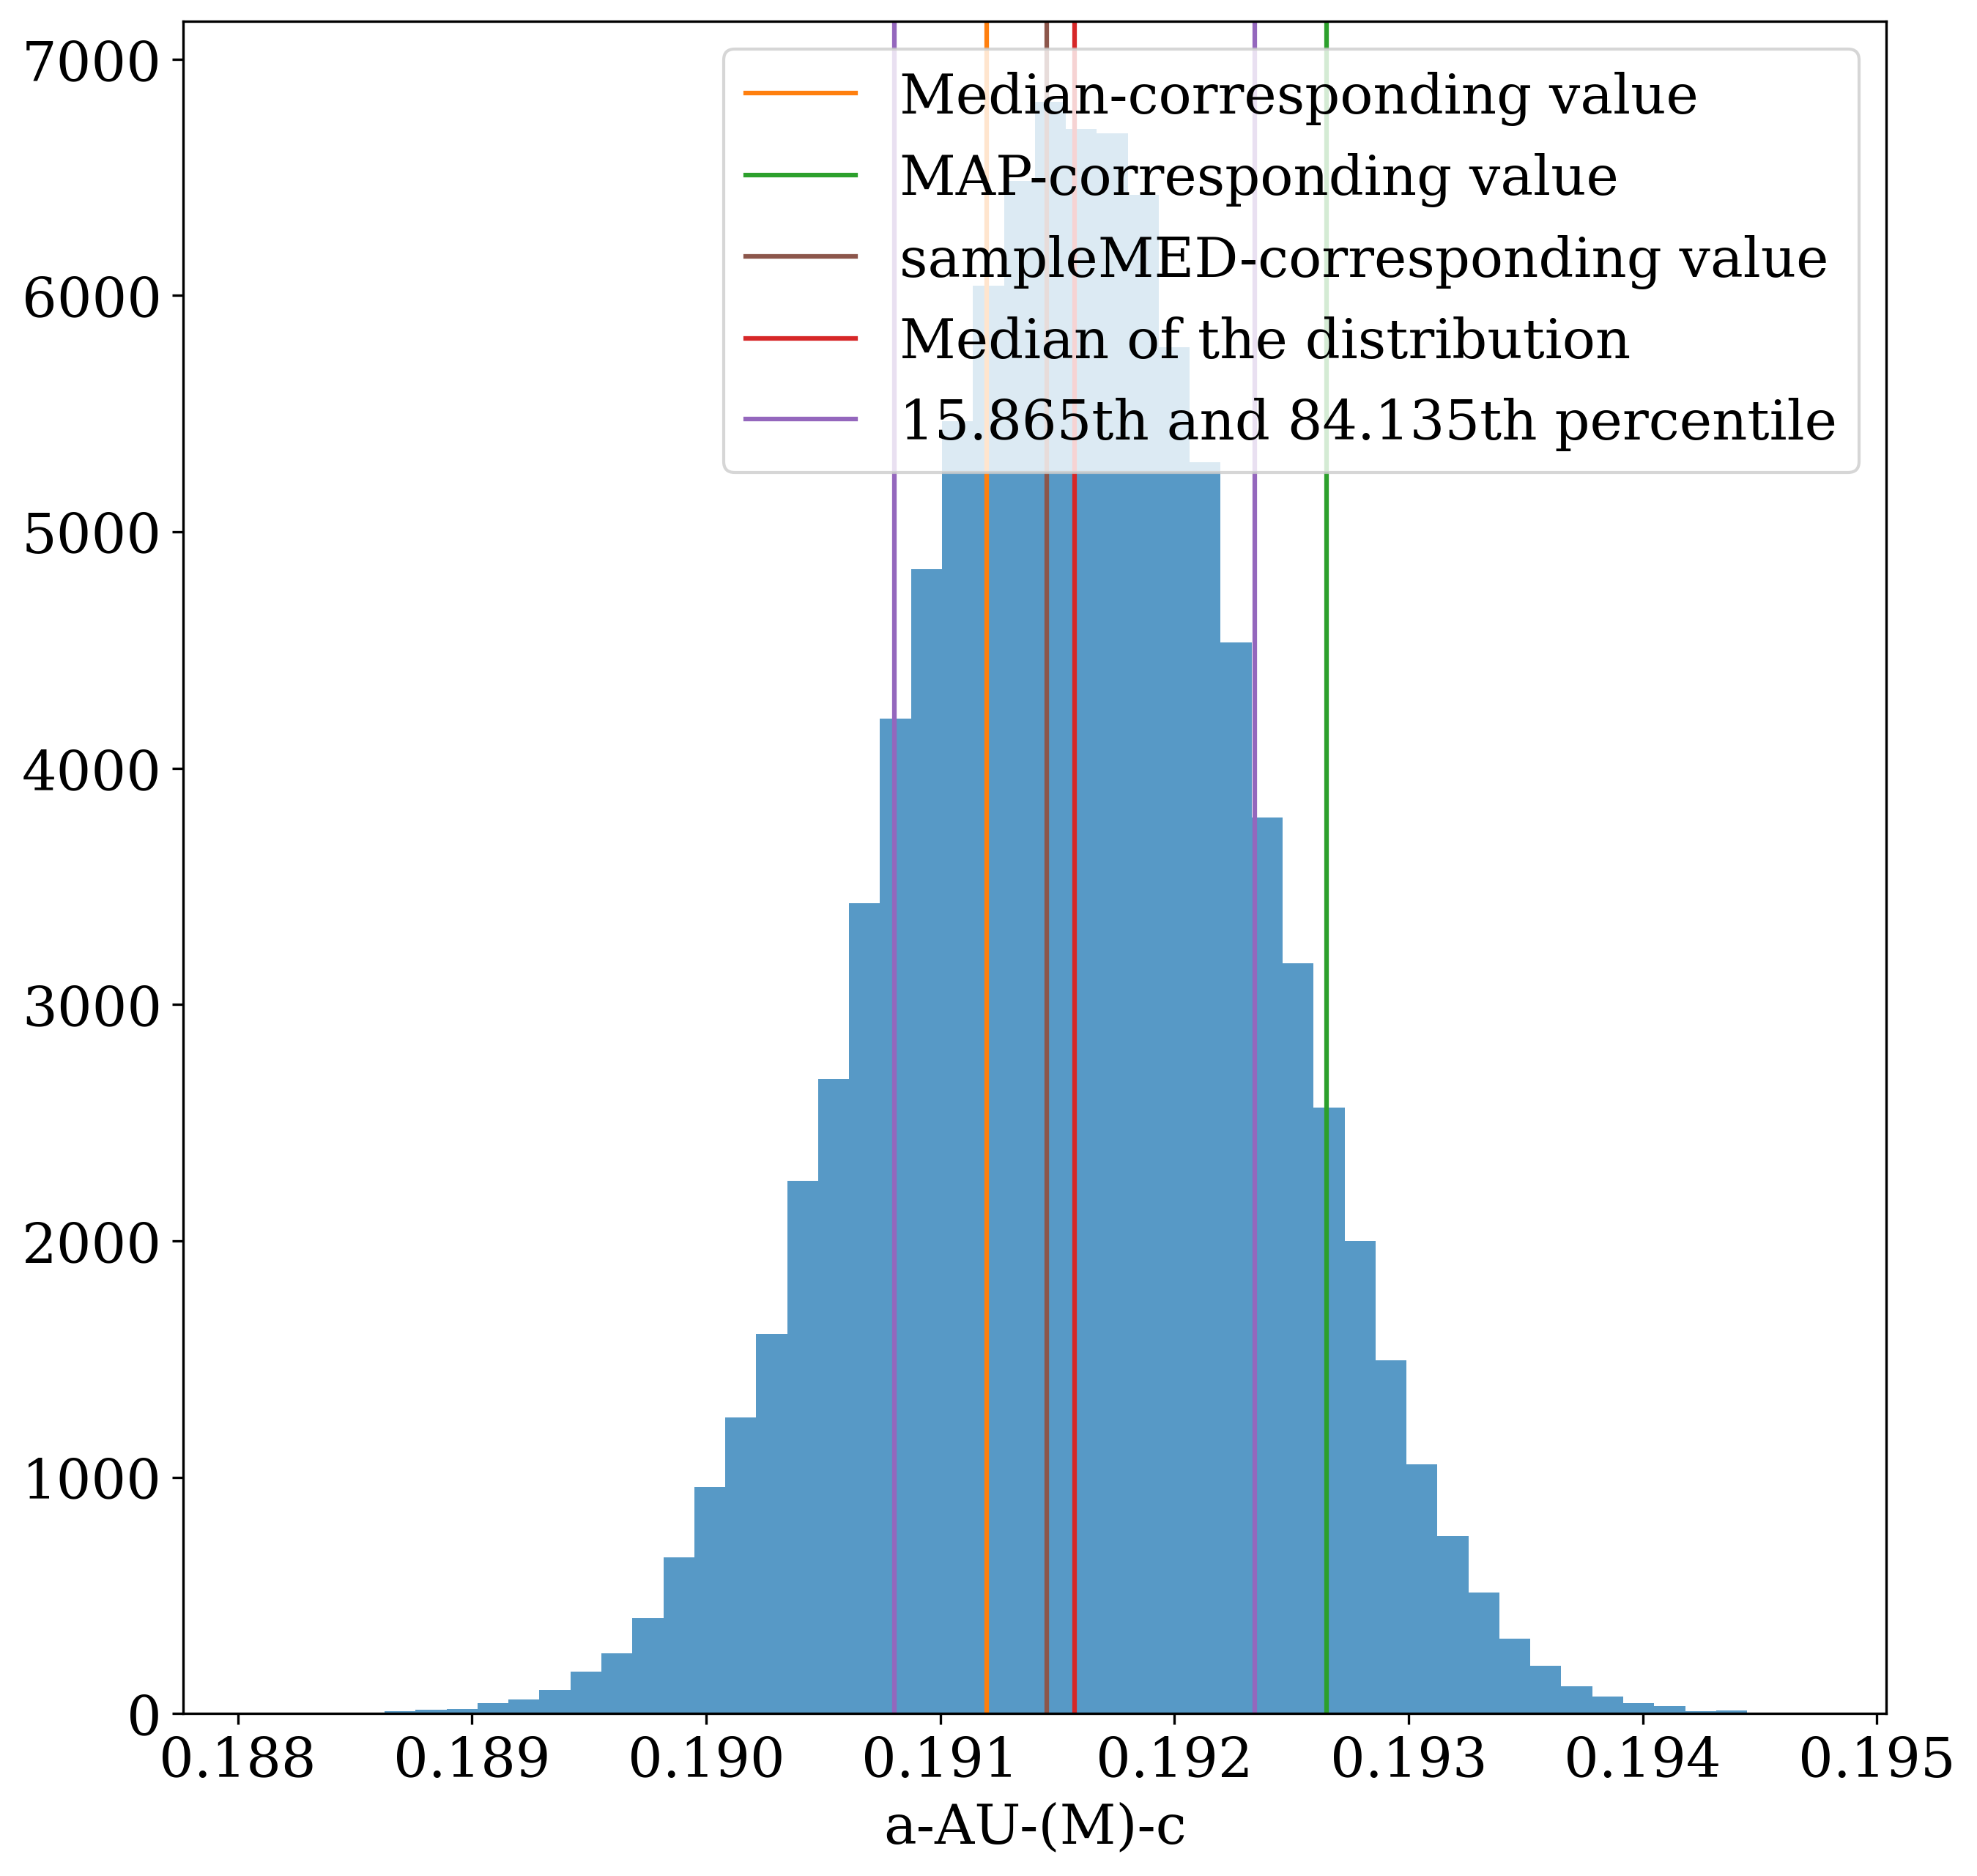 7000
6000
5000
4000
3000
2000
1000
0
Median-corresponding value
MAP-corresponding value
sampleMED-corresponding value
Median of the distribution
15.865th and 84.135th percentile
0.188 0.189 0.190 0.191 0.192 0.193 0.194 0.195
a-AU-(M)-c